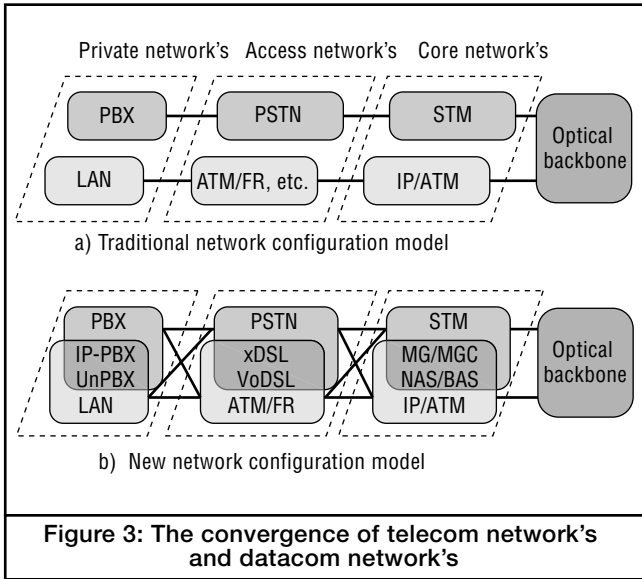 Private network's Access network's Core network's
PBX PSTN STM
Optical
backbone
LAN ATM/FR, etc. IP/ATM
a) Traditional network configuration model
PBX PSTN STM
IP-PBX xDSL MG/MGC
Optical
backbone
UnPBX VoDSL NAS/BAS
LAN ATM/FR IP/ATM
b) New network configuration model
Figure 3: The convergence of telecom network's
and datacom network's